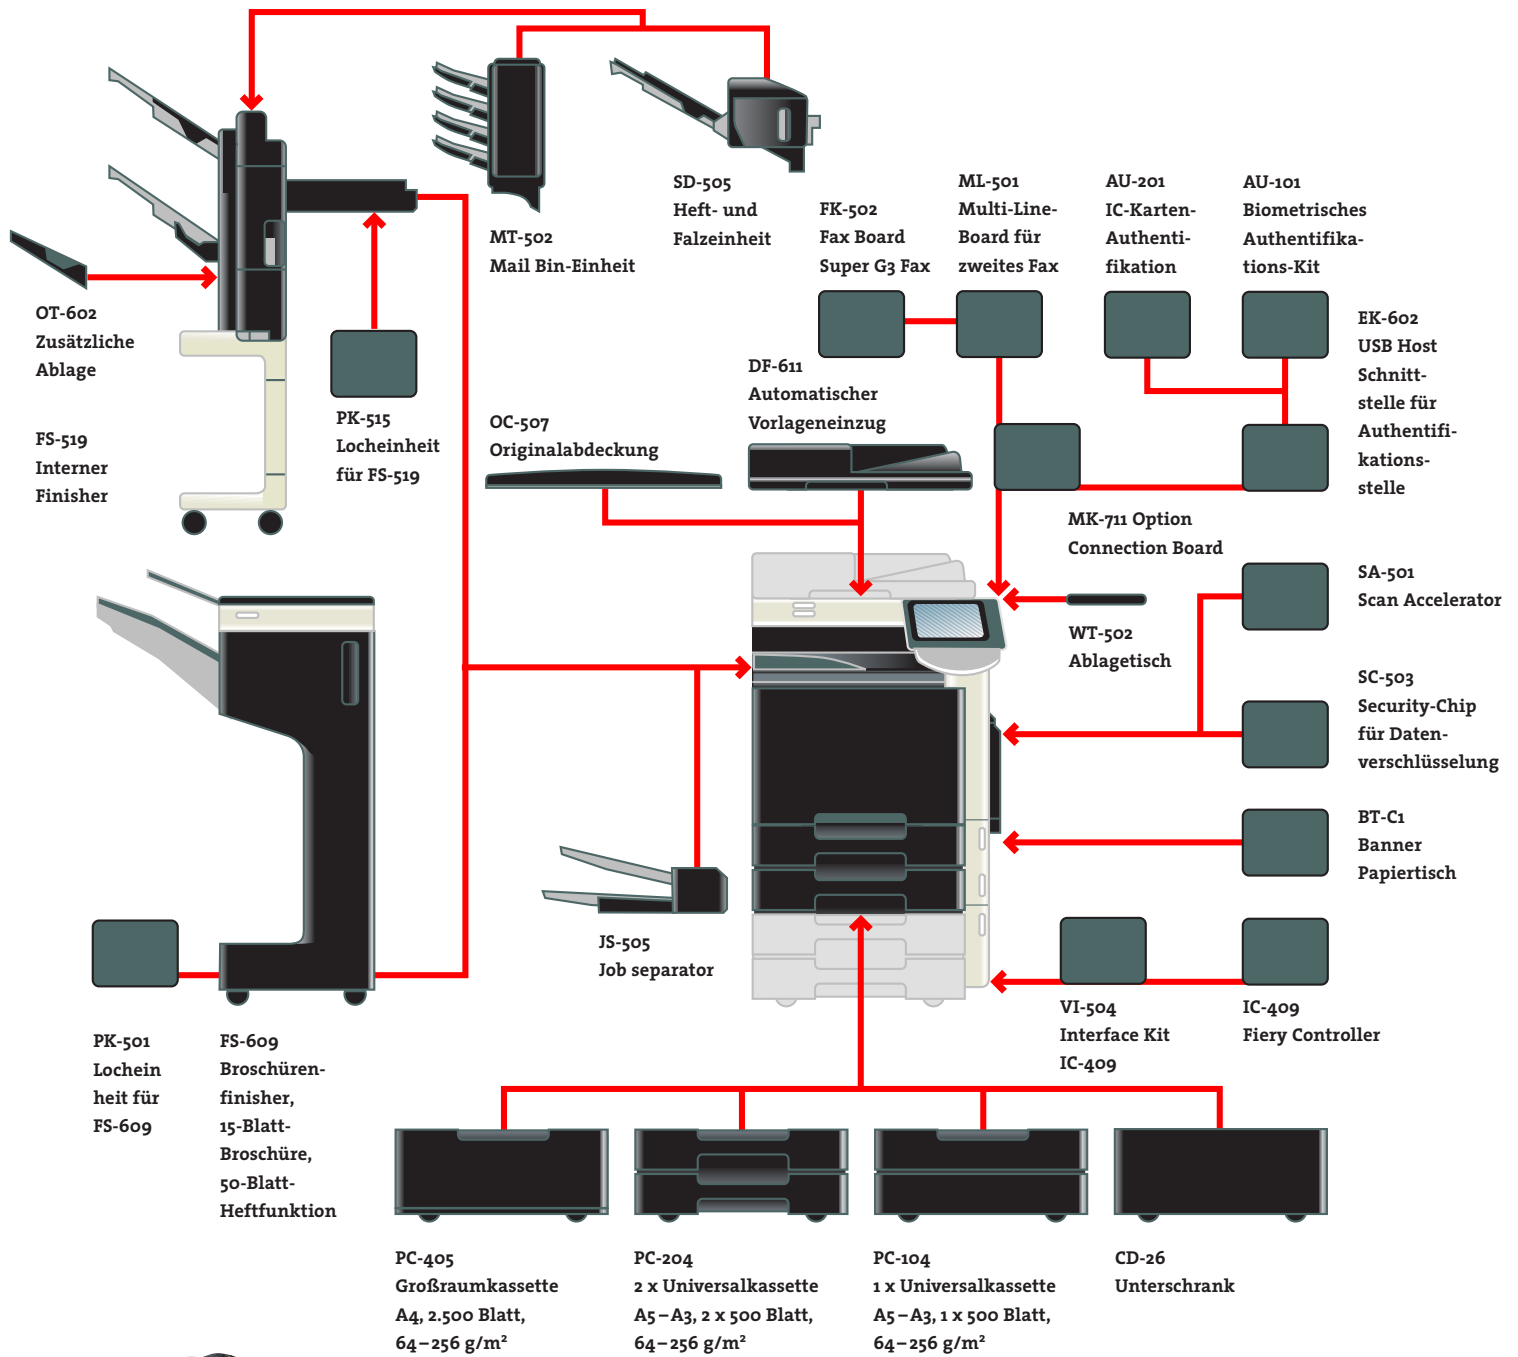 SD-505
Heft- und
Falzeinheit
ML-501
Multi-Line-
Board für
zweites Fax
AU-201
IC-Karten-
Authenti-
fikation
AU-101
Biometrisches
Authentifika-
tions-Kit
FK-502
Fax Board
Super G3 Fax
MT-502
Mail Bin-Einheit
OT-602
Zusätzliche
Ablage
EK-602
USB Host
Schnitt-
stelle für
Authentifi-
kations-
stelle
DF-611
Automatischer
Vorlageneinzug
PK-515
Locheinheit
für FS-519
OC-507
Originalabdeckung
FS-519
Interner
Finisher
MK-711 Option
Connection Board
SA-501
Scan Accelerator
WT-502
Ablagetisch
SC-503
Security-Chip
für Daten-
verschlüsselung
BT-C1
Banner
Papiertisch
JS-505
Job separator
VI-504
Interface Kit
IC-409
IC-409
Fiery Controller
PK-501
Lochein
heit für
FS-609
FS-609
Broschüren-
finisher,
15-Blatt-
Broschüre,
50-Blatt-
Heftfunktion
PC-405
Großraumkassette
A4, 2.500 Blatt,
64–256 g/m²
PC-204
2 x Universalkassette
A5–A3, 2 x 500 Blatt,
64–256 g/m²
PC-104
1 x Universalkassette
A5–A3, 1 x 500 Blatt,
64–256 g/m²
CD-26
Unterschrank